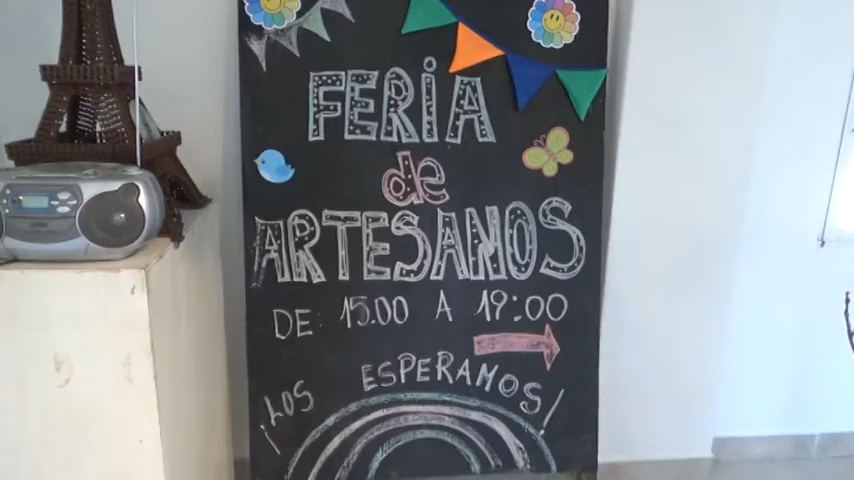 FERiA
de
ARTESANOS
DE: 15.00 A 19:00
¡LOS ESPERAMOS!